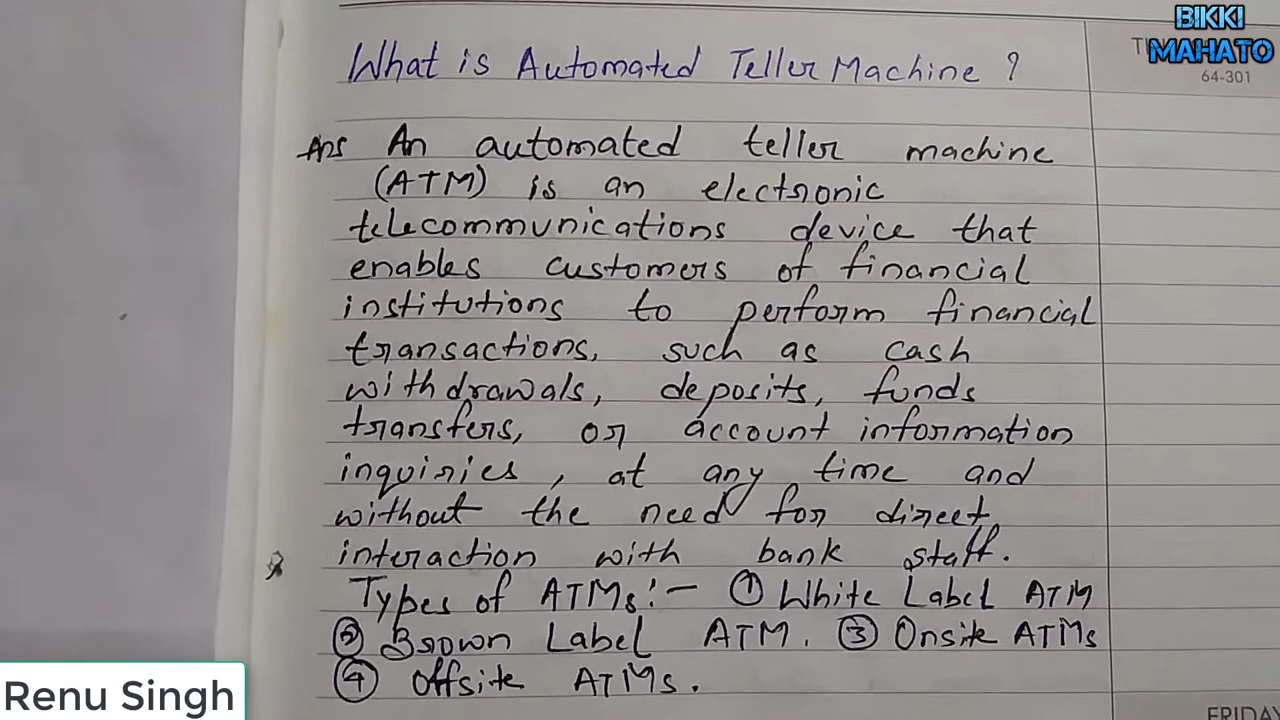 BIKKI
MAHATO
64-301
What is Automated Teller Machine ?
Ans An automated teller machine
(ATM) is an electronic
telecommunications device that
enables customers of financial
institutions to perform financial
transactions, such as cash
withdrawals, deposits, funds
transfers, or account information
inquiries, at any time and
without the need for direct
interaction with bank staff.
Types of ATMs:- ① White Label ATM
② Brown Label ATM. ③ Onsite ATMs
④ Offsite ATMs.
Renu Singh
FRIDAY